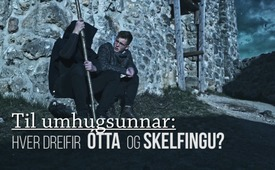 Til umhugsunnar:
HVER DREIFIR ÓTTA OG SKELFINGU?